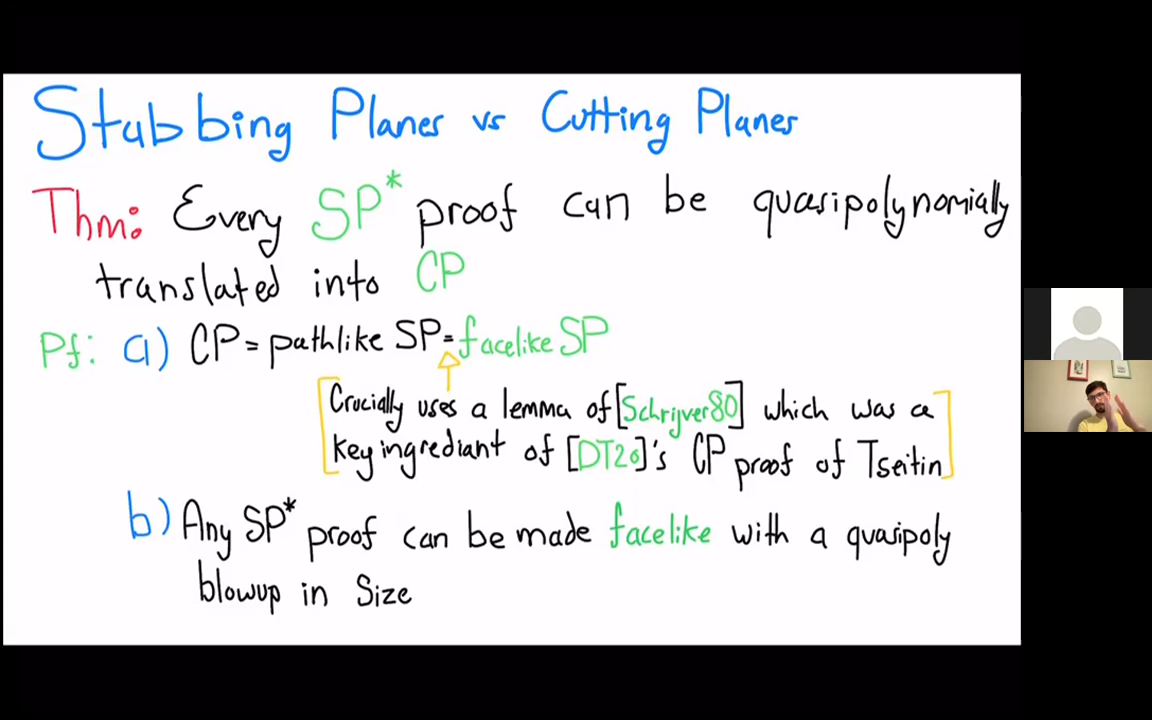 Stabbing Planes vs Cutting Planes
Thm: Every SP* proof can be quasipolynomially
translated into CP
Pf: a) CP = pathlike SP = facelike SP
[Crucially uses a lemma of [Schrijver80] which was a
key ingrediant of [DT20]'s CP proof of Tseitin]
b) Any SP* proof can be made facelike with a quasipoly
blowup in Size